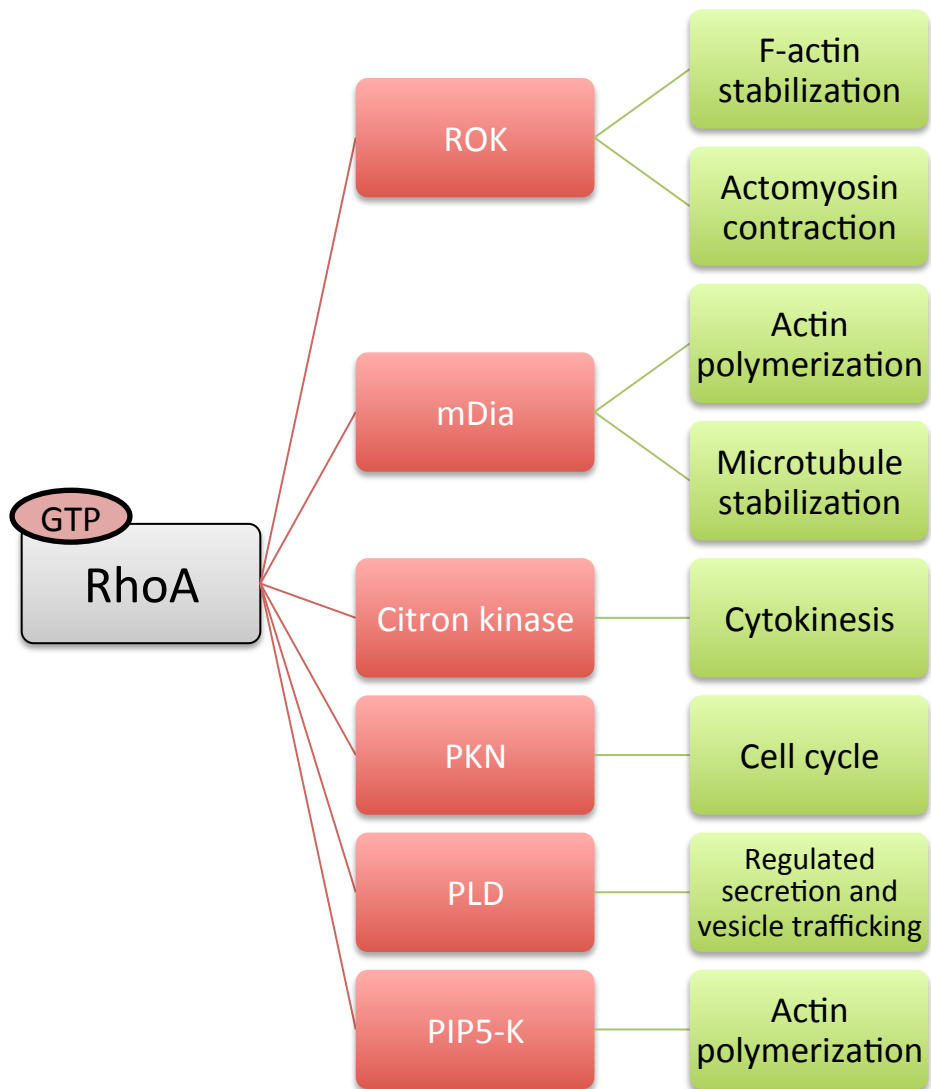 GTP
RhoA
ROK
F-actin
stabilization
Actomyosin
contraction
mDia
Actin
polymerization
Microtubule
stabilization
Citron kinase
Cytokinesis
PKN
Cell cycle
PLD
Regulated
secretion and
vesicle trafficking
PIP5-K
Actin
polymerization